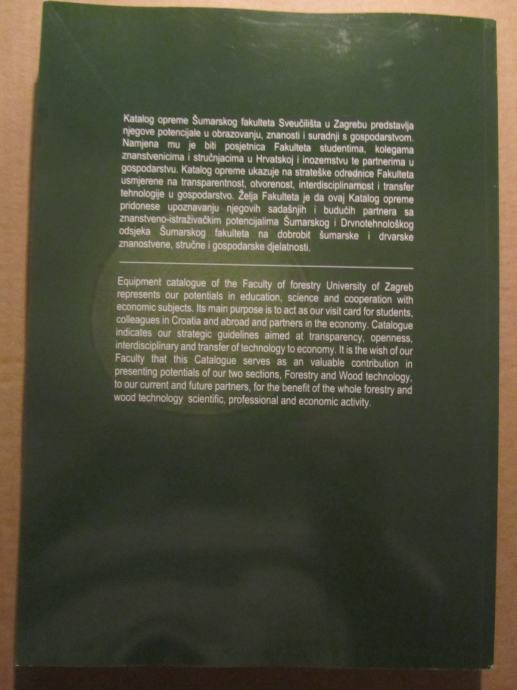 Katalog opreme Šumarskog fakulteta Sveučilišta u Zagrebu predstavlja
njegove potencijale u obrazovanju, znanosti i suradnji s gospodarstvom.
Namjena mu je biti posjetnica Fakulteta studentima, kolegama
znanstvenicima i stručnjacima u Hrvatskoj i inozemstvu te partnerima u
gospodarstvu. Katalog opreme ukazuje na strateške odrednice Fakulteta
usmjerene na transparentnost, otvorenost, interdisciplinarnost i transfer
tehnologije u gospodarstvo. Želja Fakulteta je da ovaj Katalog opreme
pridonese upoznavanju njegovih sadašnjih i budućih partnera sa
znanstveno-istraživačkim potencijalima Šumarskog i Drvnotehnološkog
odsjeka Šumarskog fakulteta na dobrobit šumarske i drvarske
znanostvene, stručne i gospodarske djelatnosti.
Equipment catalogue of the Faculty of forestry University of Zagreb
represents our potentials in education, science and cooperation with
economic subjects. Its main purpose is to act as our visit card for students,
colleagues in Croatia and abroad and partners in the economy. Catalogue
indicates our strategic guidelines aimed at transparency, openness,
interdisciplinary and transfer of technology to economy. It is the wish of our
Faculty that this Catalogue serves as an valuable contribution in
presenting potentials of our two sections, Forestry and Wood technology,
to our current and future partners, for the benefit of the whole forestry and
wood technology scientific, professional and economic activity.